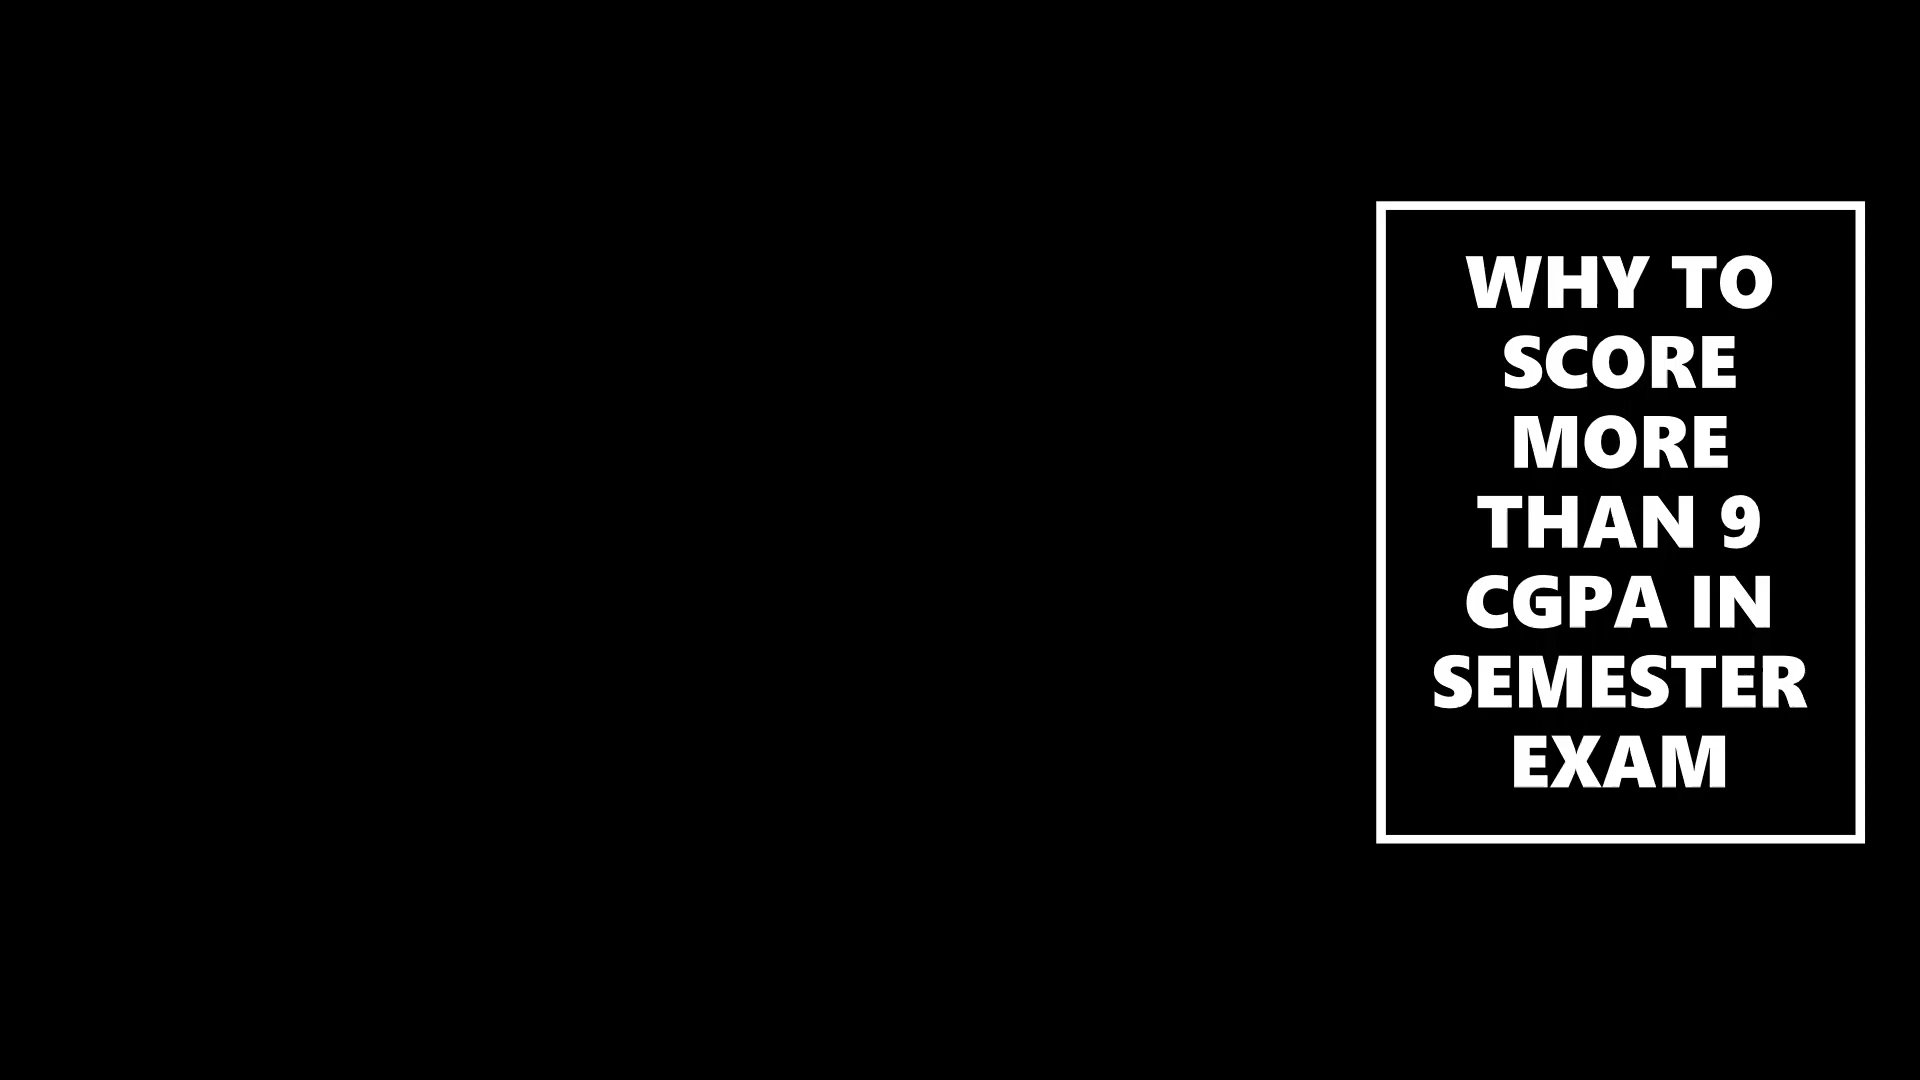 WHY TO
SCORE
MORE
THAN 9
CGPA IN
SEMESTER
EXAM